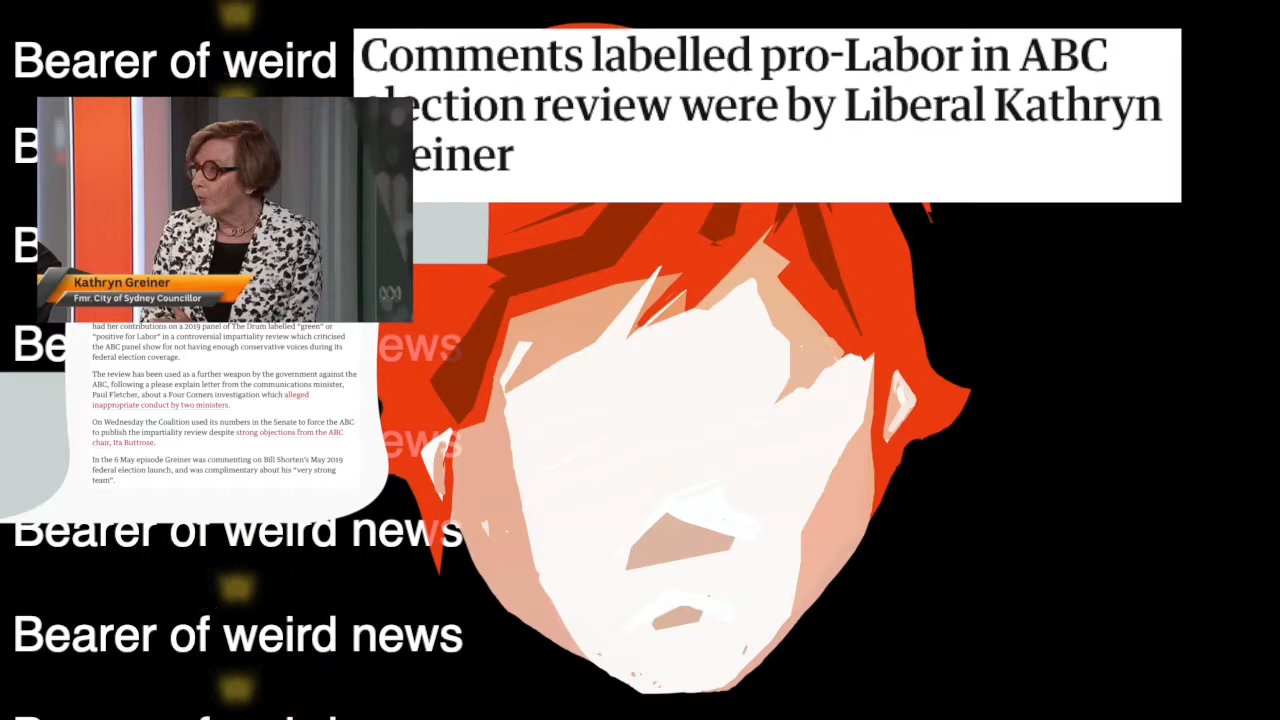 Bearer of weird
Comments labelled pro-Labor in ABC
election review were by Liberal Kathryn
einer
B
B
Kathryn Greiner
Fmr. City of Sydney Councillor
had her contributions on a 2019 panel of The Drum labelled "green" or
"positive for Labor" in a controversial impartiality review which criticised
the ABC panel show for not having enough conservative voices during its
federal election coverage.
Be
ews
The review has been used as a further weapon by the government against the
ABC, following a please explain letter from the communications minister,
Paul Fletcher, about a Four Corners investigation which alleged
inappropriate conduct by two ministers.
On Wednesday the Coalition used its numbers in the Senate to force the ABC
to publish the impartiality review despite strong objections from the ABC
chair, Ita Buttrose.
ews
In the 6 May episode Greiner was commenting on Bill Shorten's May 2019
federal election launch, and was complimentary about his "very strong
team".
Bearer of weird news
Bearer of weird news